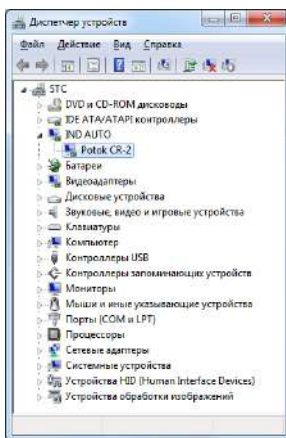 Диспетчер устройств
Файл Действие Вид Справка
STC
DVD и CD-ROM дисководы
IDE ATA/ATAPI контроллеры
IND AUTO
Potok CR-2
Батареи
Видеоадаптеры
Дисковые устройства
Звуковые, видео и игровые устройства
Клавиатуры
Компьютер
Контроллеры USB
Контроллеры запоминающих устройств
Мониторы
Мыши и иные указывающие устройства
Порты (COM и LPT)
Процессоры
Сетевые адаптеры
Системные устройства
Устройства HID (Human Interface Devices)
Устройства обработки изображений